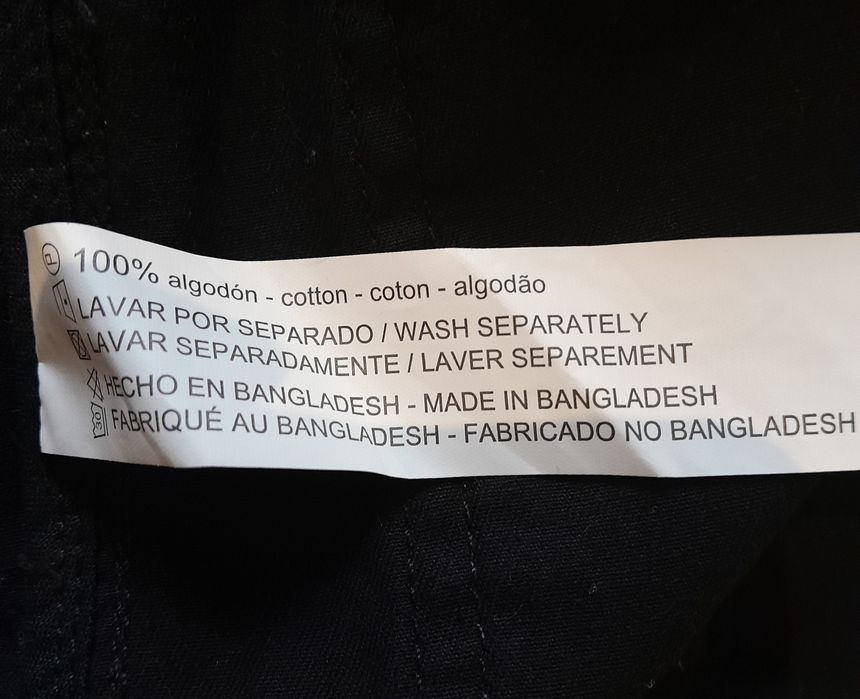 P
100% algodón - cotton - coton - algodão
LAVAR POR SEPARADO / WASH SEPARATELY
LAVAR SEPARADAMENTE / LAVER SEPAREMENT
HECHO EN BANGLADESH - MADE IN BANGLADESH
FABRIQUÉ AU BANGLADESH - FABRICADO NO BANGLADESH
30